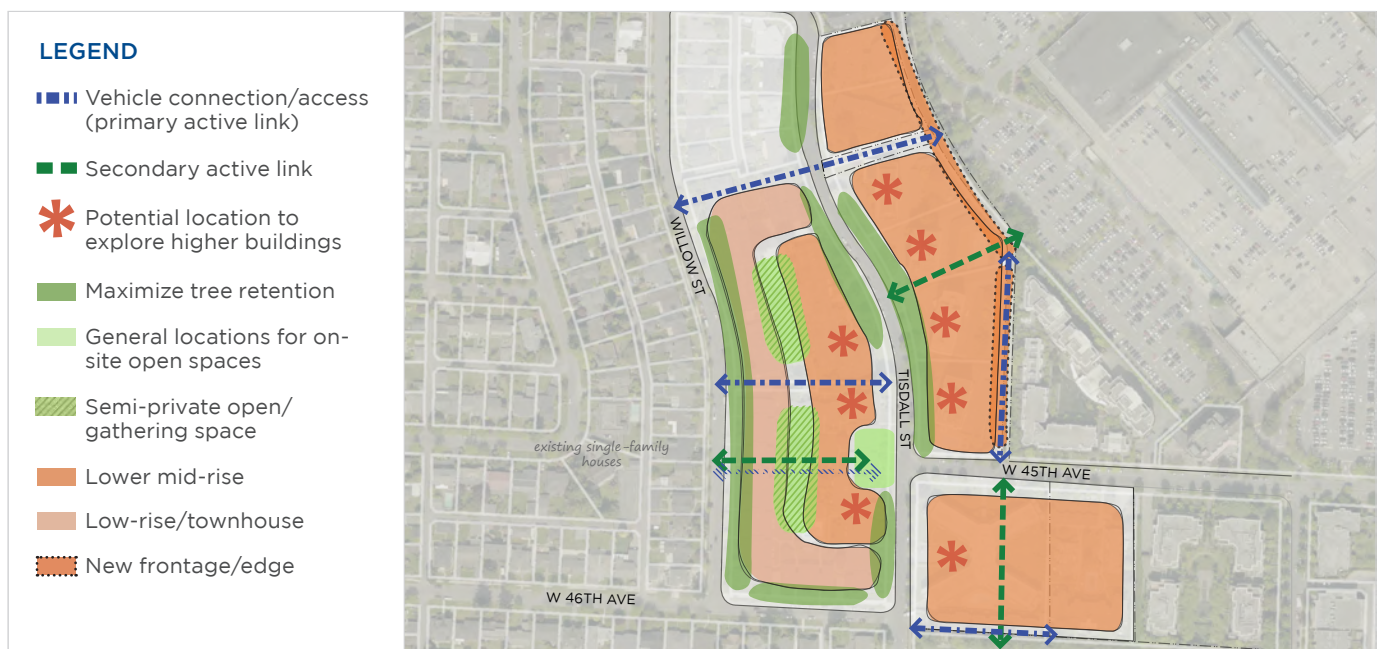 LEGEND
Vehicle connection/access
(primary active link)
Secondary active link
Potential location to
explore higher buildings
Maximize tree retention
General locations for on-
site open spaces
Semi-private open/
gathering space
Lower mid-rise
Low-rise/townhouse
New frontage/edge
WILLOW ST
TISDALL ST
existing single-family
houses
W 45TH AVE
W 46TH AVE